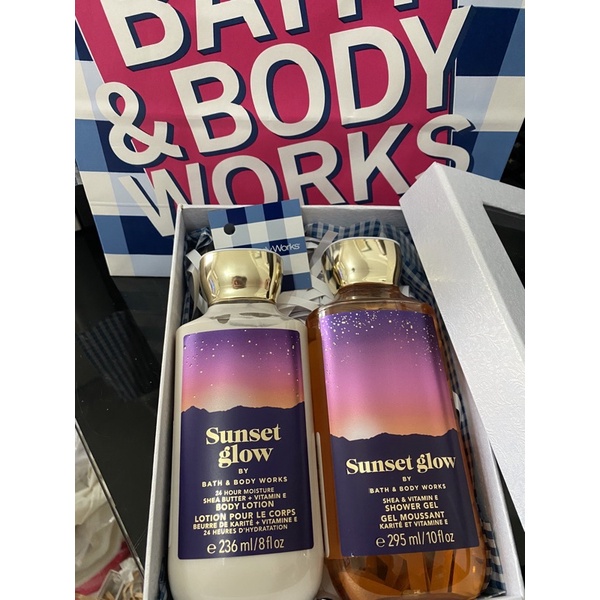 BATH
& BODY
WORKS
Works
Sunset
glow
BY
BATH & BODY WORKS
24 HOUR MOISTURE
SHEA BUTTER + VITAMIN E
BODY LOTION
LOTION POUR LE CORPS
BEURRE DE KARITÉ + VITAMINE E
24 HEURES D'HYDRATATION
℮ 236 ml/8 fl oz
Sunset glow
BY
BATH & BODY WORKS
SHEA & VITAMIN E
SHOWER GEL
GEL MOUSSANT
KARITÉ ET VITAMINE E
℮ 295 ml/10 fl oz